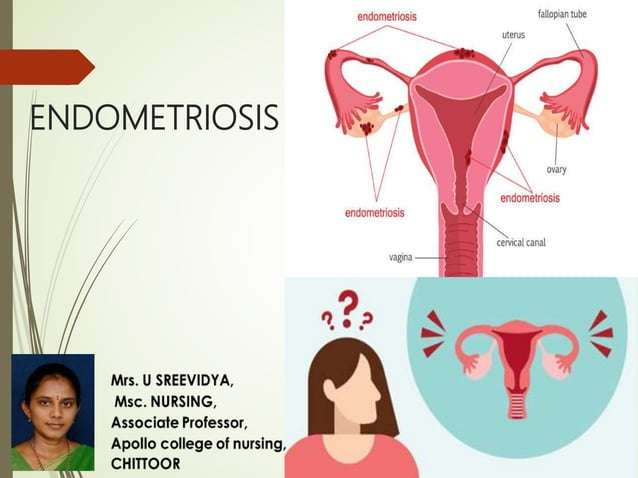 ENDOMETRIOSIS
endometriosis
fallopian tube
uterus
ovary
endometriosis
endometriosis
cervical canal
vagina
? ? ?
Mrs. U SREEVIDYA,
Msc. NURSING,
Associate Professor,
Apollo college of nursing,
CHITTOOR